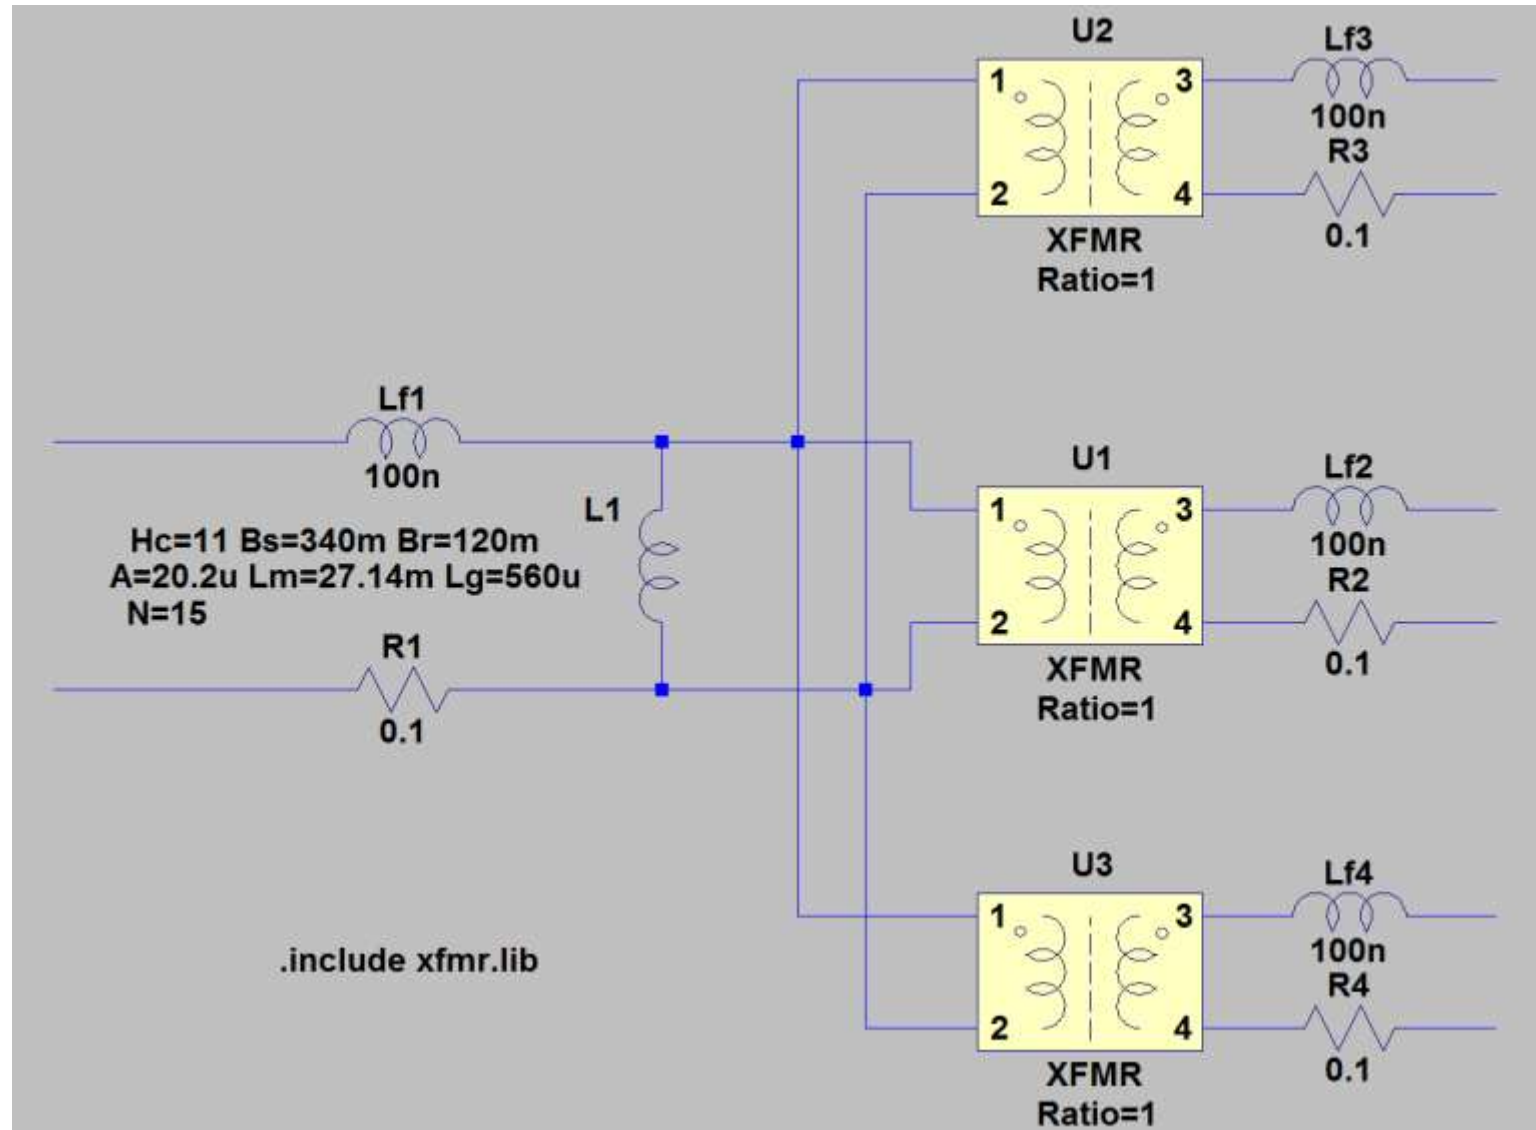 U2
1
3
2
4
XFMR
Ratio=1
Lf3
100n
R3
0.1
Lf1
100n
L1
Hc=11 Bs=340m Br=120m
A=20.2u Lm=27.14m Lg=560u
N=15
R1
0.1
U1
1
3
2
4
XFMR
Ratio=1
Lf2
100n
R2
0.1
U3
1
3
2
4
XFMR
Ratio=1
Lf4
100n
R4
0.1
.include xfmr.lib